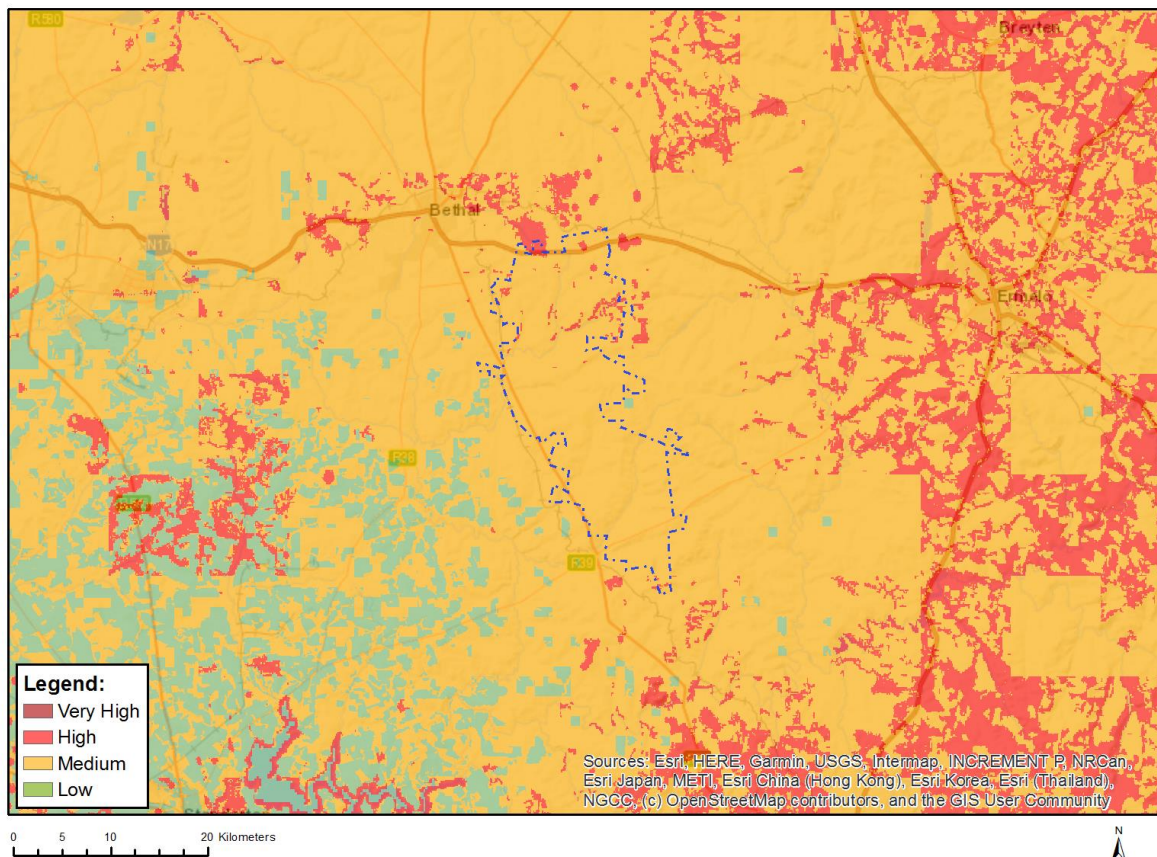 R580
Breyten
Bethal
N17
Ermelo
R38
R39
Legend:
Very High
High
Medium
Low
Sources: Esri, HERE, Garmin, USGS, Intermap, INCREMENT P, NRCan,
Esri Japan, METI, Esri China (Hong Kong), Esri Korea, Esri (Thailand),
NGCC, (c) OpenStreetMap contributors, and the GIS User Community
0 5 10 20 Kilometers
N